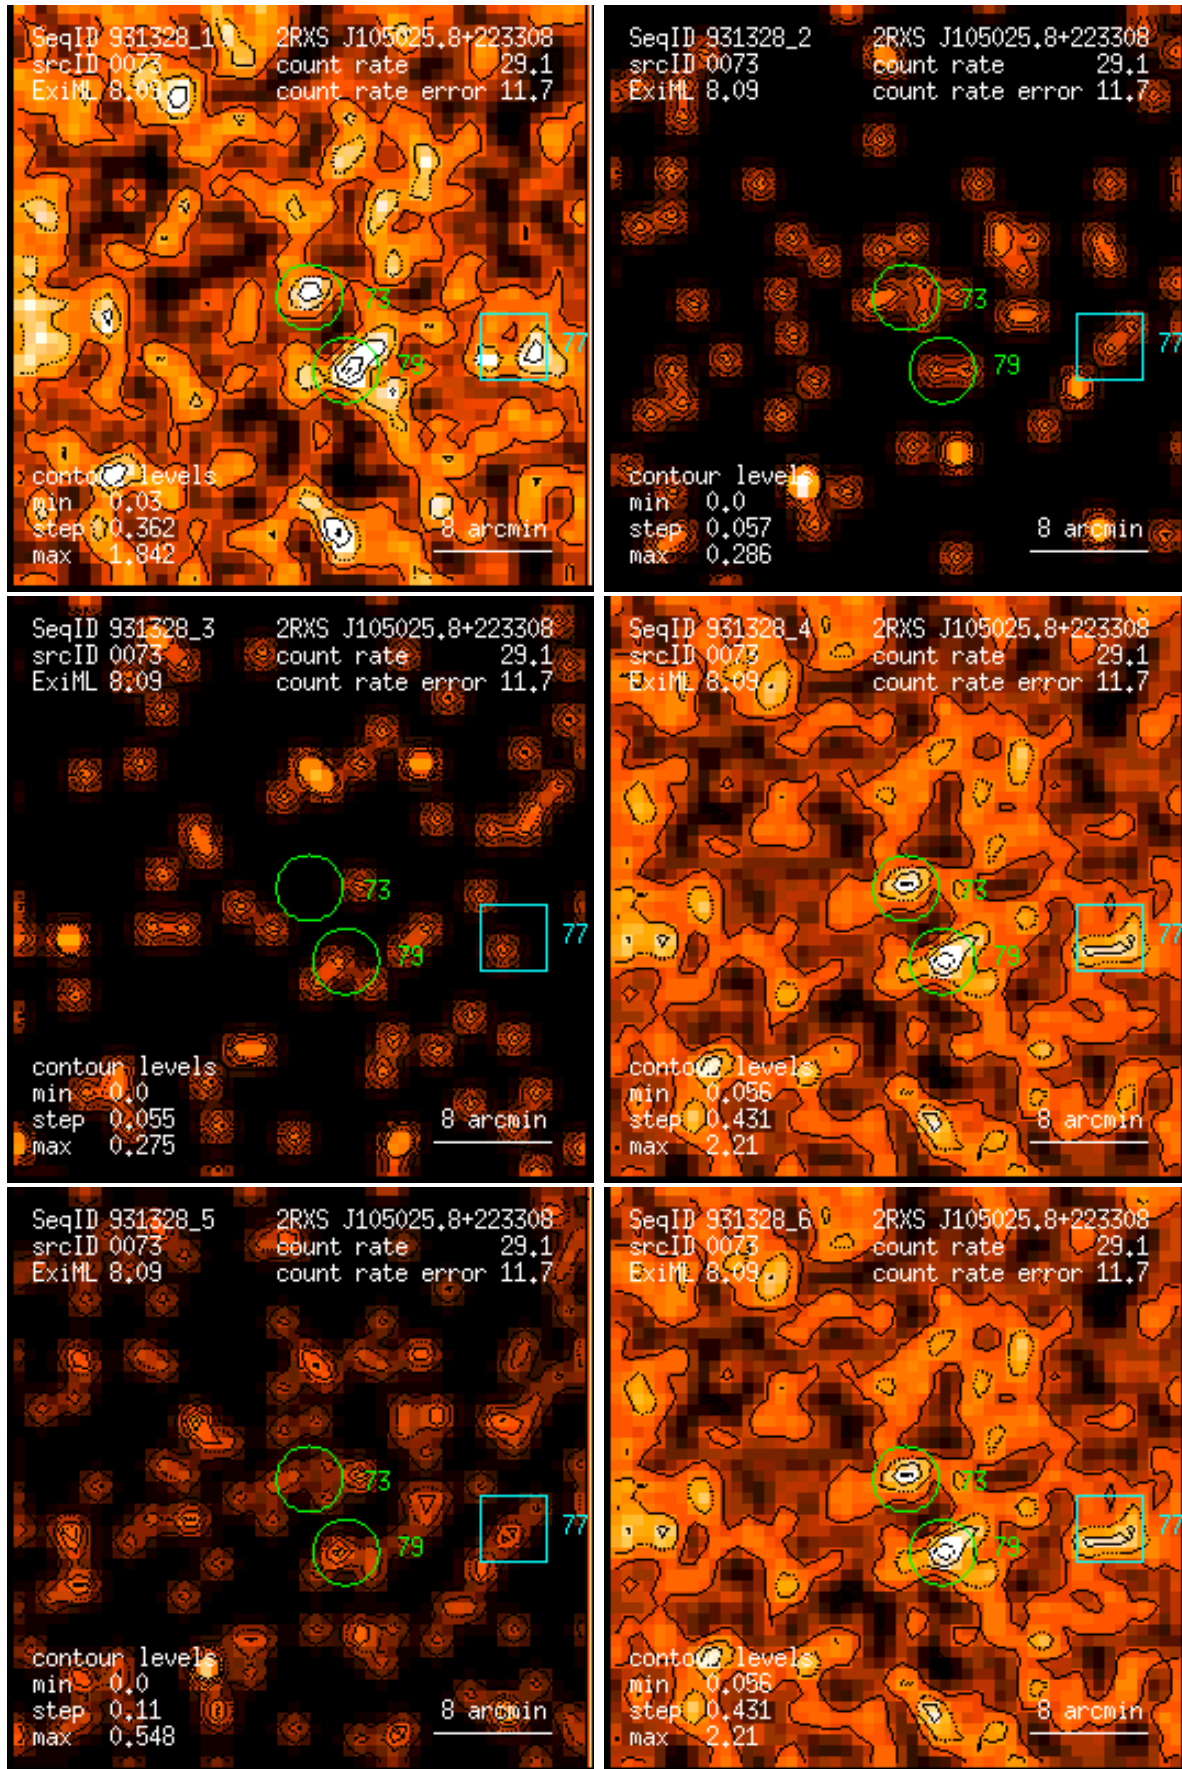 SeqID 931328_1 2RXS J105025.8+223308
srcID 0073 count rate 29.1
ExiML 8.09 count rate error 11.7
73
77
79
contour levels
min 0.03
step 0.362 8 arcmin
max 1.842
SeqID 931328_2 2RXS J105025.8+223308
srcID 0073 count rate 29.1
ExiML 8.09 count rate error 11.7
73
77
79
contour levels
min 0.0
step 0.057 8 arcmin
max 0.286
SeqID 931328_3 2RXS J105025.8+223308
srcID 0073 count rate 29.1
ExiML 8.09 count rate error 11.7
73
77
79
contour levels
min 0.0
step 0.055 8 arcmin
max 0.275
SeqID 931328_4 2RXS J105025.8+223308
srcID 0073 count rate 29.1
ExiML 8.09 count rate error 11.7
73
77
79
contour levels
min 0.056
step 0.431 8 arcmin
max 2.21
SeqID 931328_5 2RXS J105025.8+223308
srcID 0073 count rate 29.1
ExiML 8.09 count rate error 11.7
73
77
79
contour levels
min 0.0
step 0.11 8 arcmin
max 0.548
SeqID 931328_6 2RXS J105025.8+223308
srcID 0073 count rate 29.1
ExiML 8.09 count rate error 11.7
73
77
79
contour levels
min 0.056
step 0.431 8 arcmin
max 2.21